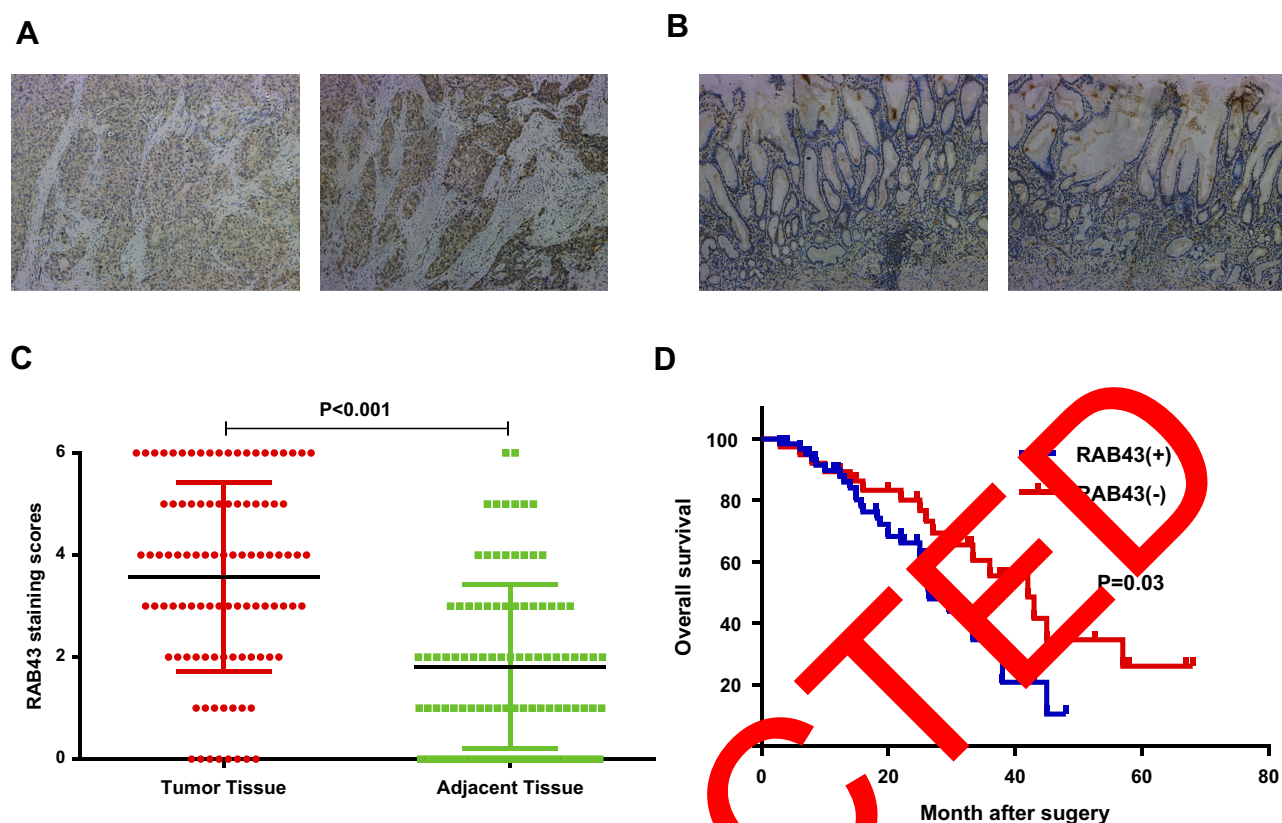 A
B
C
P<0.001
RAB43 staining scores
6
4
2
0
Tumor Tissue
Adjacent Tissue
D
Overall survival
100
80
60
40
20
RAB43(+)
RAB43(-)
P=0.03
0
20
40
60
80
Month after sugery
CTED